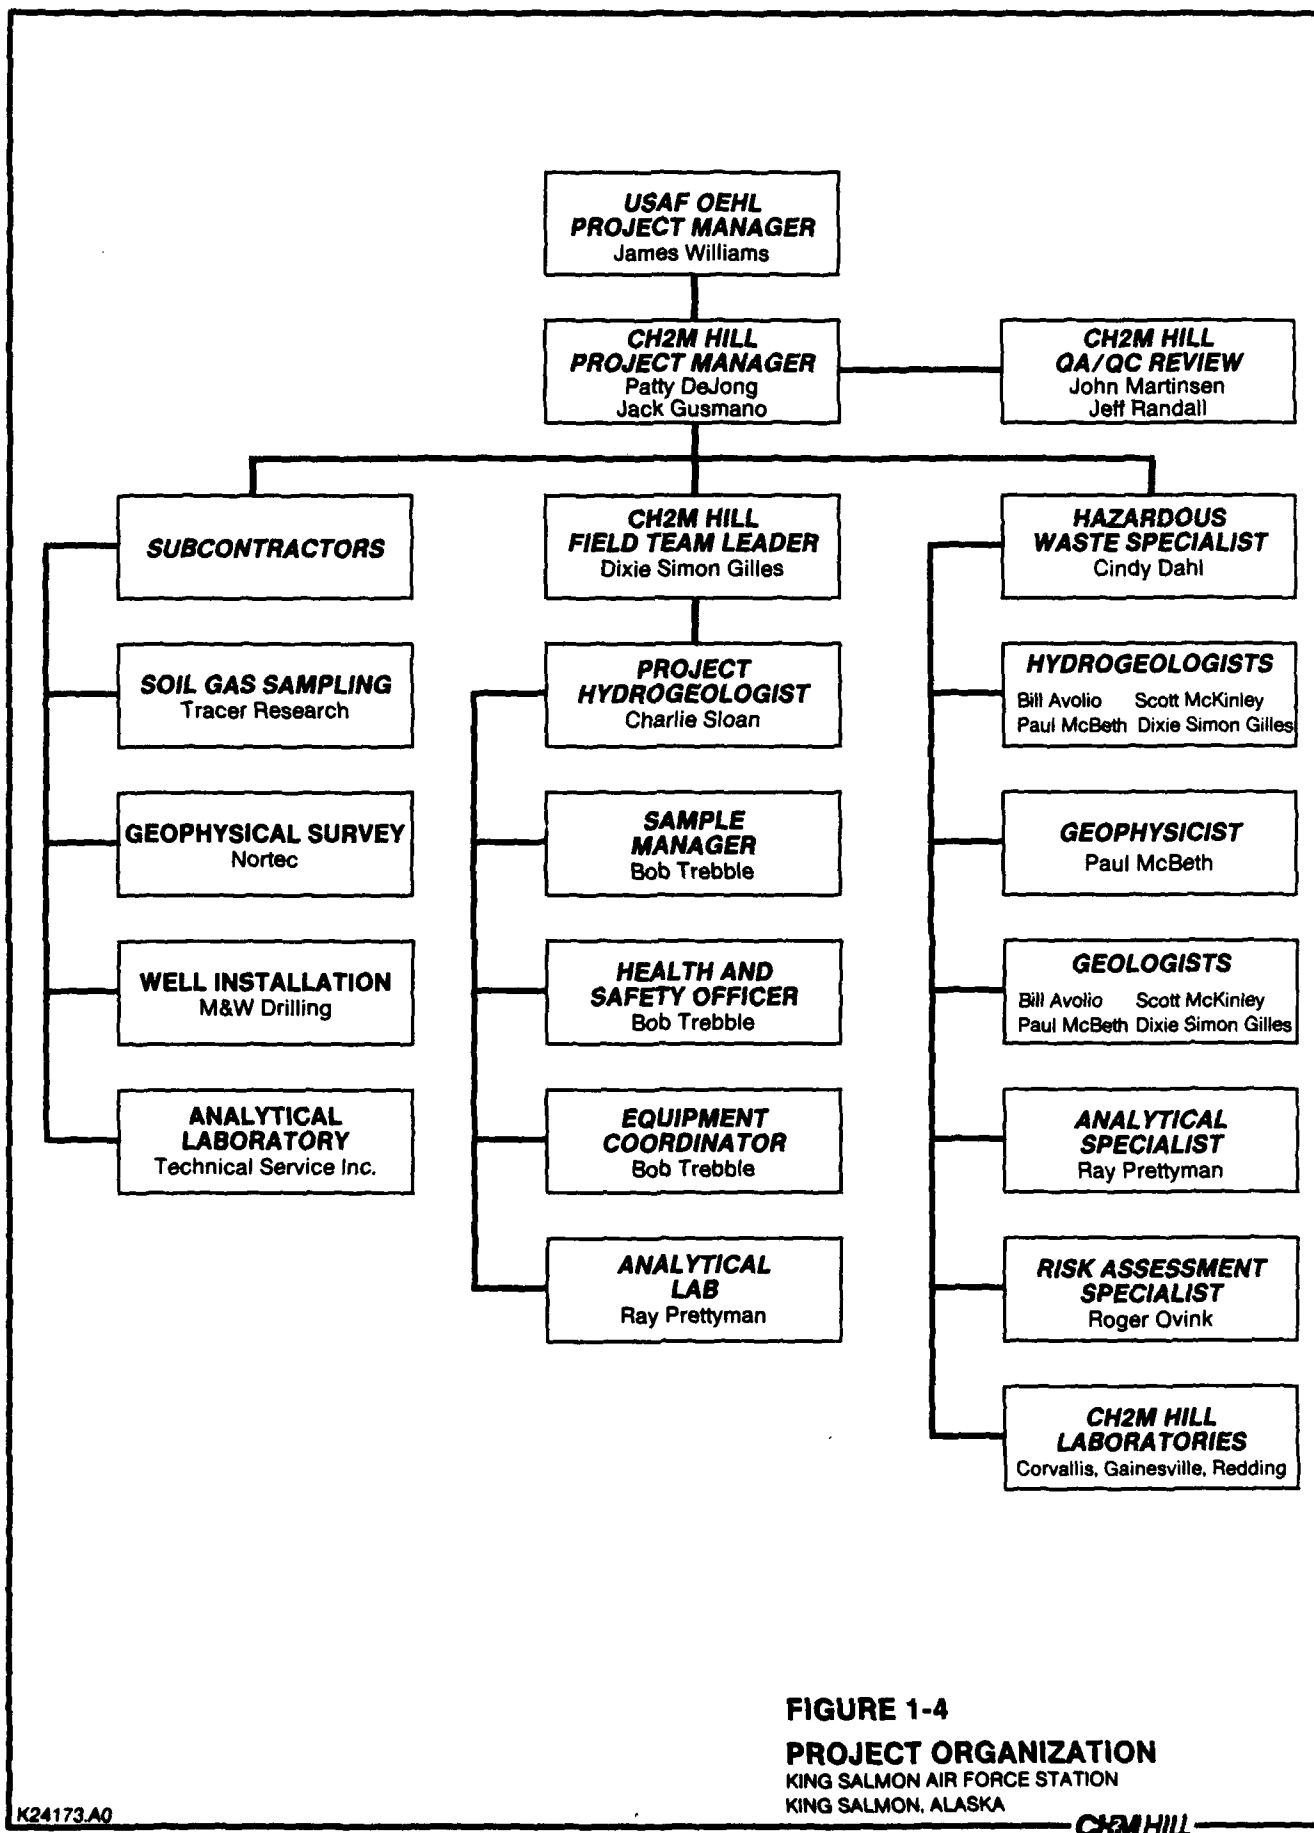 USAF OEHL
PROJECT MANAGER
James Williams
CH2M HILL
PROJECT MANAGER
Patty DeJong
Jack Gusmano
CH2M HILL
QA/QC REVIEW
John Martinsen
Jeff Randall
SUBCONTRACTORS
SOIL GAS SAMPLING
Tracer Research
GEOPHYSICAL SURVEY
Nortec
WELL INSTALLATION
M&W Drilling
ANALYTICAL
LABORATORY
Technical Service Inc.
CH2M HILL
FIELD TEAM LEADER
Dixie Simon Gilles
PROJECT
HYDROGEOLOGIST
Charlie Sloan
SAMPLE
MANAGER
Bob Trebble
HEALTH AND
SAFETY OFFICER
Bob Trebble
EQUIPMENT
COORDINATOR
Bob Trebble
ANALYTICAL
LAB
Ray Prettyman
HAZARDOUS
WASTE SPECIALIST
Cindy Dahl
HYDROGEOLOGISTS
Bill Avolio Scott McKinley
Paul McBeth Dixie Simon Gilles
GEOPHYSICIST
Paul McBeth
GEOLOGISTS
Bill Avolio Scott McKinley
Paul McBeth Dixie Simon Gilles
ANALYTICAL
SPECIALIST
Ray Prettyman
RISK ASSESSMENT
SPECIALIST
Roger Ovink
CH2M HILL
LABORATORIES
Corvallis, Gainesville, Redding
FIGURE 1-4
PROJECT ORGANIZATION
KING SALMON AIR FORCE STATION
KING SALMON, ALASKA
K24173.A0
CH2M HILL